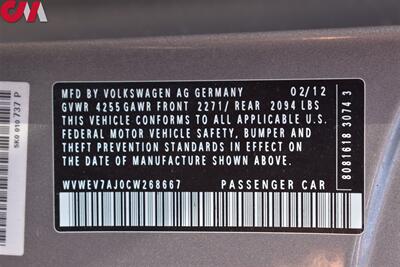 CM
MFD BY VOLKSWAGEN AG GERMANY 02/12
GVWR 4255 GAWR FRONT 2271/ REAR 2094 LBS
THIS VEHICLE CONFORMS TO ALL APPLICABLE U.S.
FEDERAL MOTOR VEHICLE SAFETY, BUMPER AND
THEFT PREVENTION STANDARDS IN EFFECT ON
THE DATE OF MANUFACTURE SHOWN ABOVE
WVWEV7AJ0CW268667 PASSENGER CAR
8081618 3074 3
5K0 010 737 P